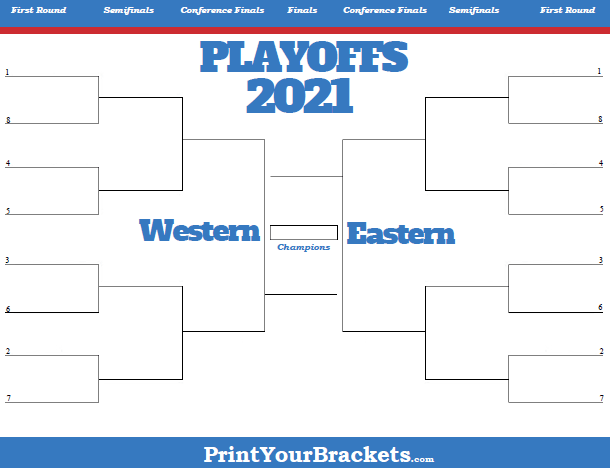 First Round Semifinals Conference Finals Finals Conference Finals Semifinals First Round
PLAYOFFS
2021
1 1
8 8
4 4
5 5
Western Eastern
Champions
3 3
6 6
2 2
7 7
PrintYourBrackets.com